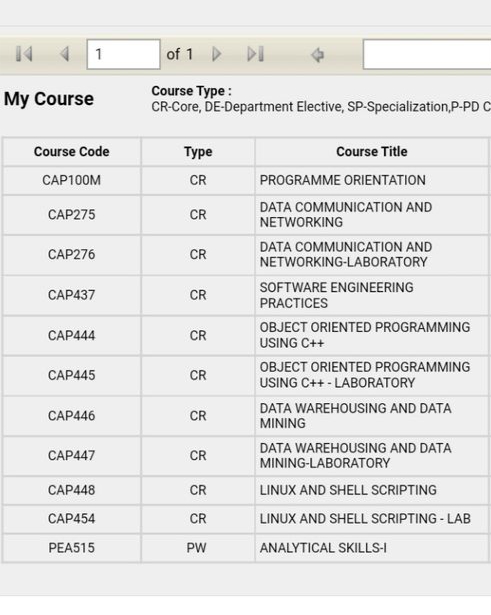 1 of 1
My Course
Course Type :
CR-Core, DE-Department Elective, SP-Specialization,P-PD C
Course Code Type Course Title
CAP100M CR PROGRAMME ORIENTATION
CAP275 CR DATA COMMUNICATION AND
NETWORKING
CAP276 CR DATA COMMUNICATION AND
NETWORKING-LABORATORY
CAP437 CR SOFTWARE ENGINEERING
PRACTICES
CAP444 CR OBJECT ORIENTED PROGRAMMING
USING C++
CAP445 CR OBJECT ORIENTED PROGRAMMING
USING C++ - LABORATORY
CAP446 CR DATA WAREHOUSING AND DATA
MINING
CAP447 CR DATA WAREHOUSING AND DATA
MINING-LABORATORY
CAP448 CR LINUX AND SHELL SCRIPTING
CAP454 CR LINUX AND SHELL SCRIPTING - LAB
PEA515 PW ANALYTICAL SKILLS-I